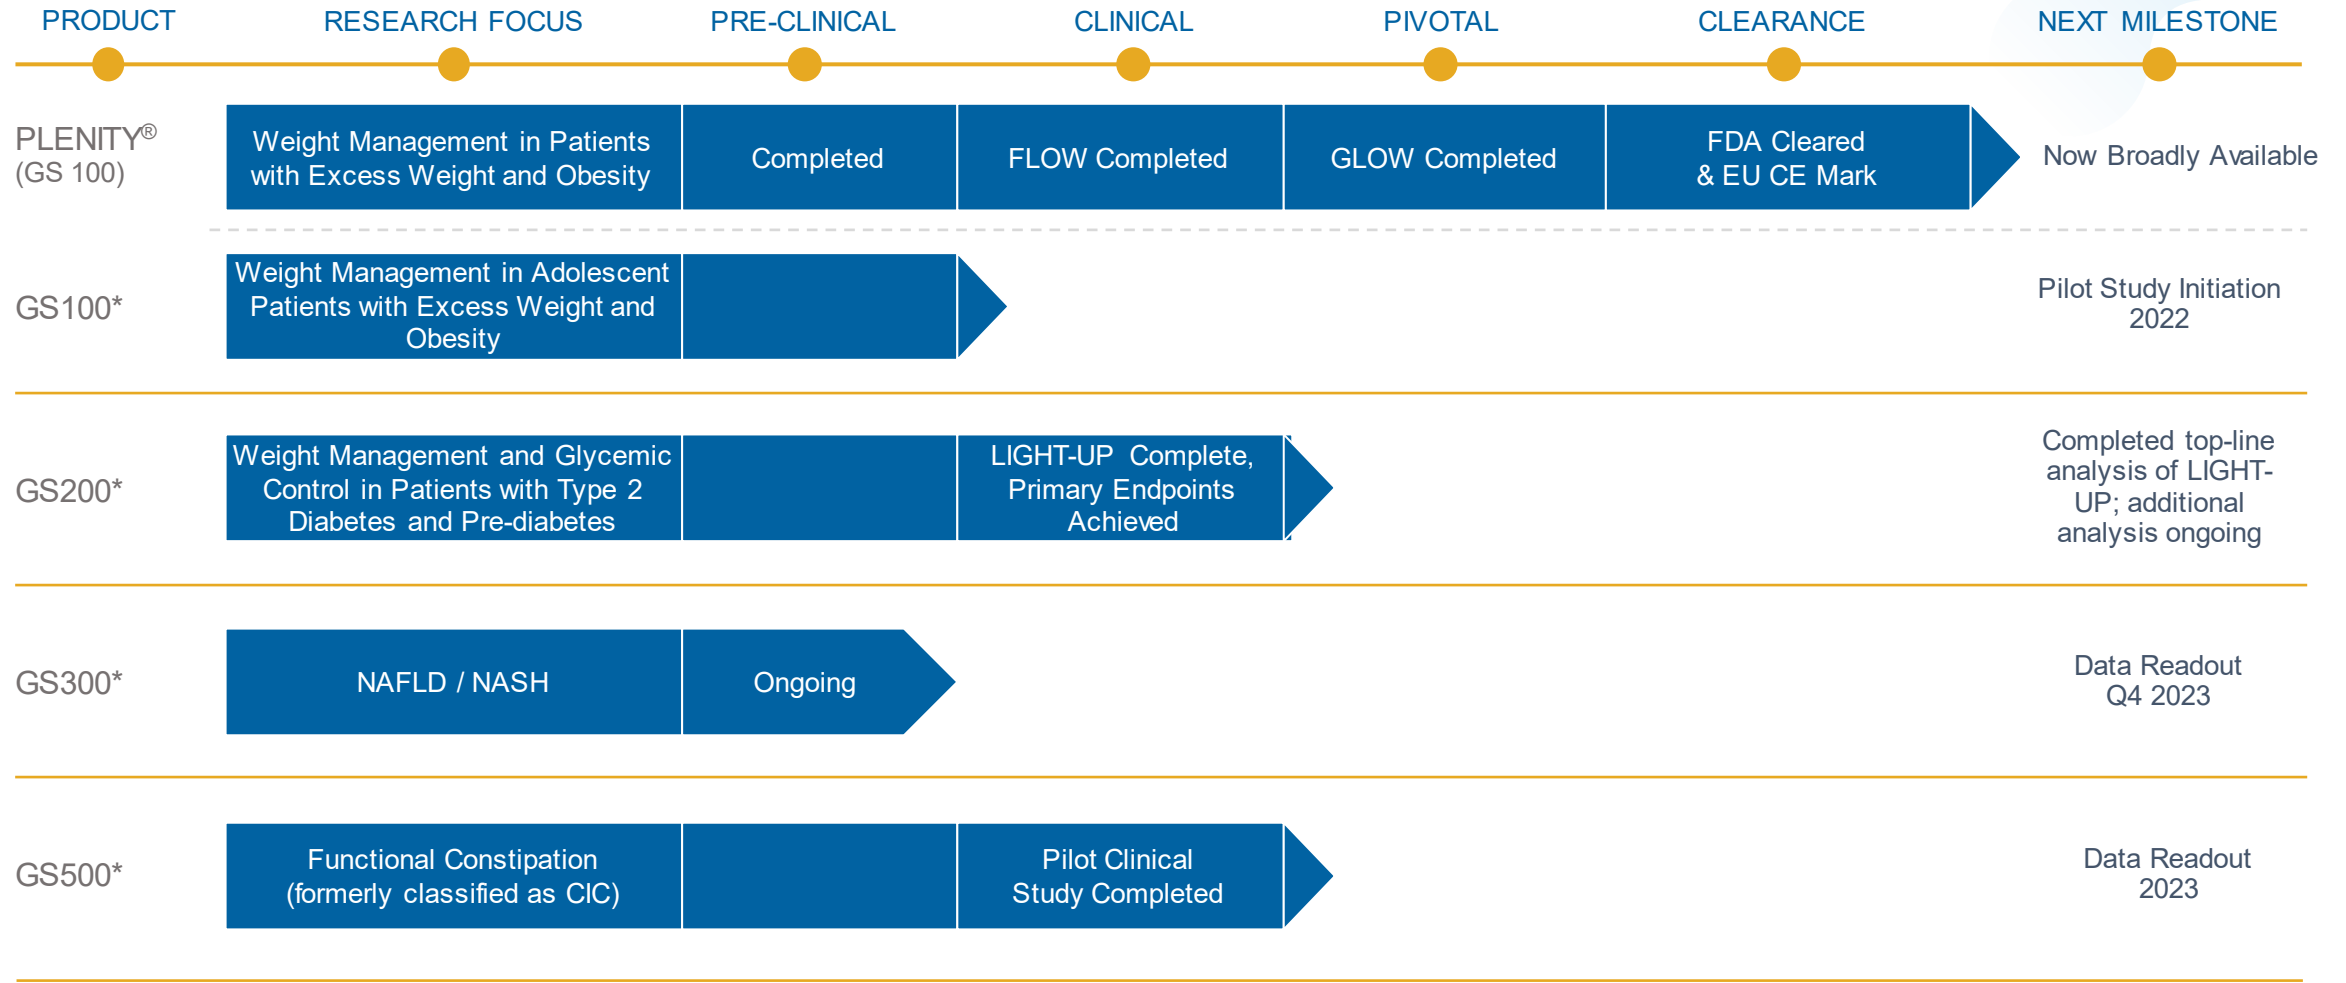 PRODUCT
RESEARCH FOCUS
PRE-CLINICAL
CLINICAL
PIVOTAL
CLEARANCE
NEXT MILESTONE
PLENITY®
(GS 100)
Weight Management in Patients
with Excess Weight and Obesity
Completed
FLOW Completed
GLOW Completed
FDA Cleared
& EU CE Mark
Now Broadly Available
GS100*
Weight Management in Adolescent
Patients with Excess Weight and
Obesity
Pilot Study Initiation
2022
GS200*
Weight Management and Glycemic
Control in Patients with Type 2
Diabetes and Pre-diabetes
LIGHT-UP Complete,
Primary Endpoints
Achieved
Completed top-line
analysis of LIGHT-
UP; additional
analysis ongoing
GS300*
NAFLD / NASH
Ongoing
Data Readout
Q4 2023
GS500*
Functional Constipation
(formerly classified as CIC)
Pilot Clinical
Study Completed
Data Readout
2023